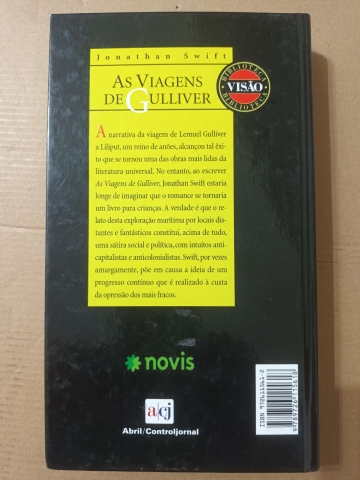 Jonathan Swift
AS VIAGENS
DE GULLIVER
BIBLIOTECA
VISÃO
BIBLIOTECA
A narrativa da viagem de Lemuel Gulliver
a Liliput, um reino de anões, alcançou tal êxi-
to que se tornou uma das obras mais lidas da
literatura universal. No entanto, ao escrever
As Viagens de Gulliver, Jonathan Swift estaria
longe de imaginar que o romance se tornaria
um livro para crianças. A verdade é que o re-
lato desta exploração marítima por locais dis-
tantes e fantásticos constitui, acima de tudo,
uma sátira social e política, com intuitos anti-
capitalistas e anticolonialistas. Swift, por vezes
amargamente, põe em causa a ideia de um
progresso contínuo que é realizado à custa
da opressão dos mais fracos.
novis
a/cj
Abril/Controljornal
ISBN 972611561-2
9789726115618